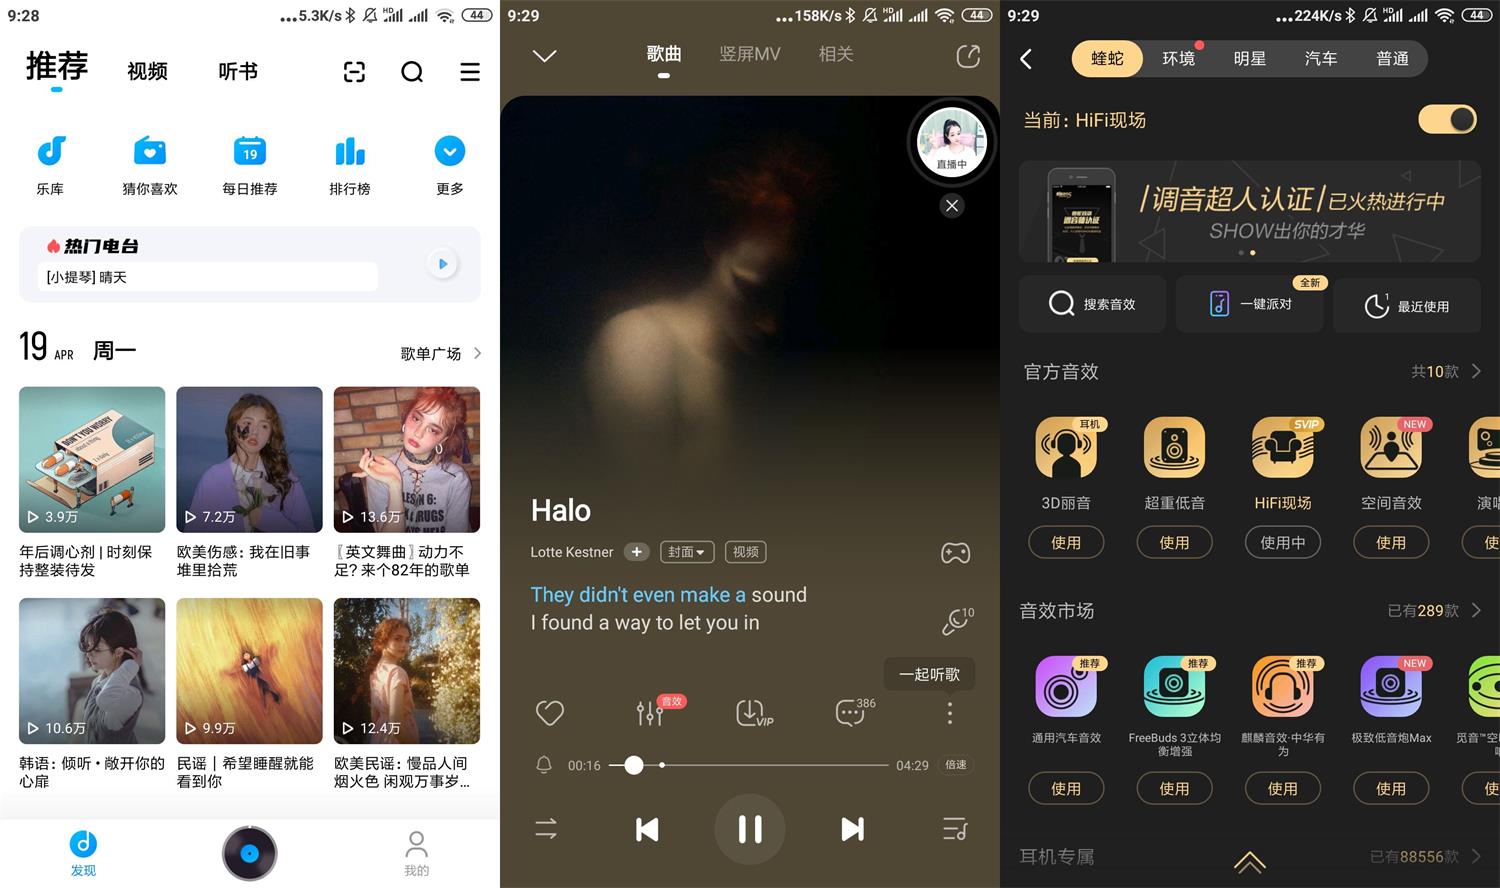 9:28
...5.3K/s HD 44
推荐 视频 听书
19
乐库 猜你喜欢 每日推荐 排行榜 更多
热门电台
[小提琴] 晴天
19 APR 周一 歌单广场
DON'T YOU WORRY
3.9万 7.2万 13.6万
年后调心剂 | 时刻保
持整装待发
欧美伤感：我在旧事
堆里拾荒
〖英文舞曲〗动力不
足？来个82年的歌单
10.6万 9.9万 12.4万
韩语：倾听・敞开你的
心扉
民谣 | 希望睡醒就能
看到你
欧美民谣：慢品人间
烟火色 闲观万事岁...
发现 我的
9:29
...158K/s HD 44
歌曲 竖屏MV 相关
直播中
Halo
Lotte Kestner + 封面 视频
They didn't even make a sound
I found a way to let you in
10
一起听歌
音效 VIP 386
00:16 04:29 倍速
9:29
...224K/s HD 44
蝰蛇 环境 明星 汽车 普通
当前：HiFi现场
调音超人认证 已火热进行中
SHOW出你的才华
搜索音效 一键派对 全新 最近使用
官方音效 共10款
耳机 SVIP NEW
3D丽音 超重低音 HiFi现场 空间音效 演唱
使用 使用 使用中 使用 使
音效市场 已有289款
推荐 推荐 推荐 NEW
通用汽车音效
FreeBuds 3立体均
衡增强
麒麟音效·中华有
为
极致低音炮Max
觅音™空
使用 使用 使用 使用 使
耳机专属 已有88556款